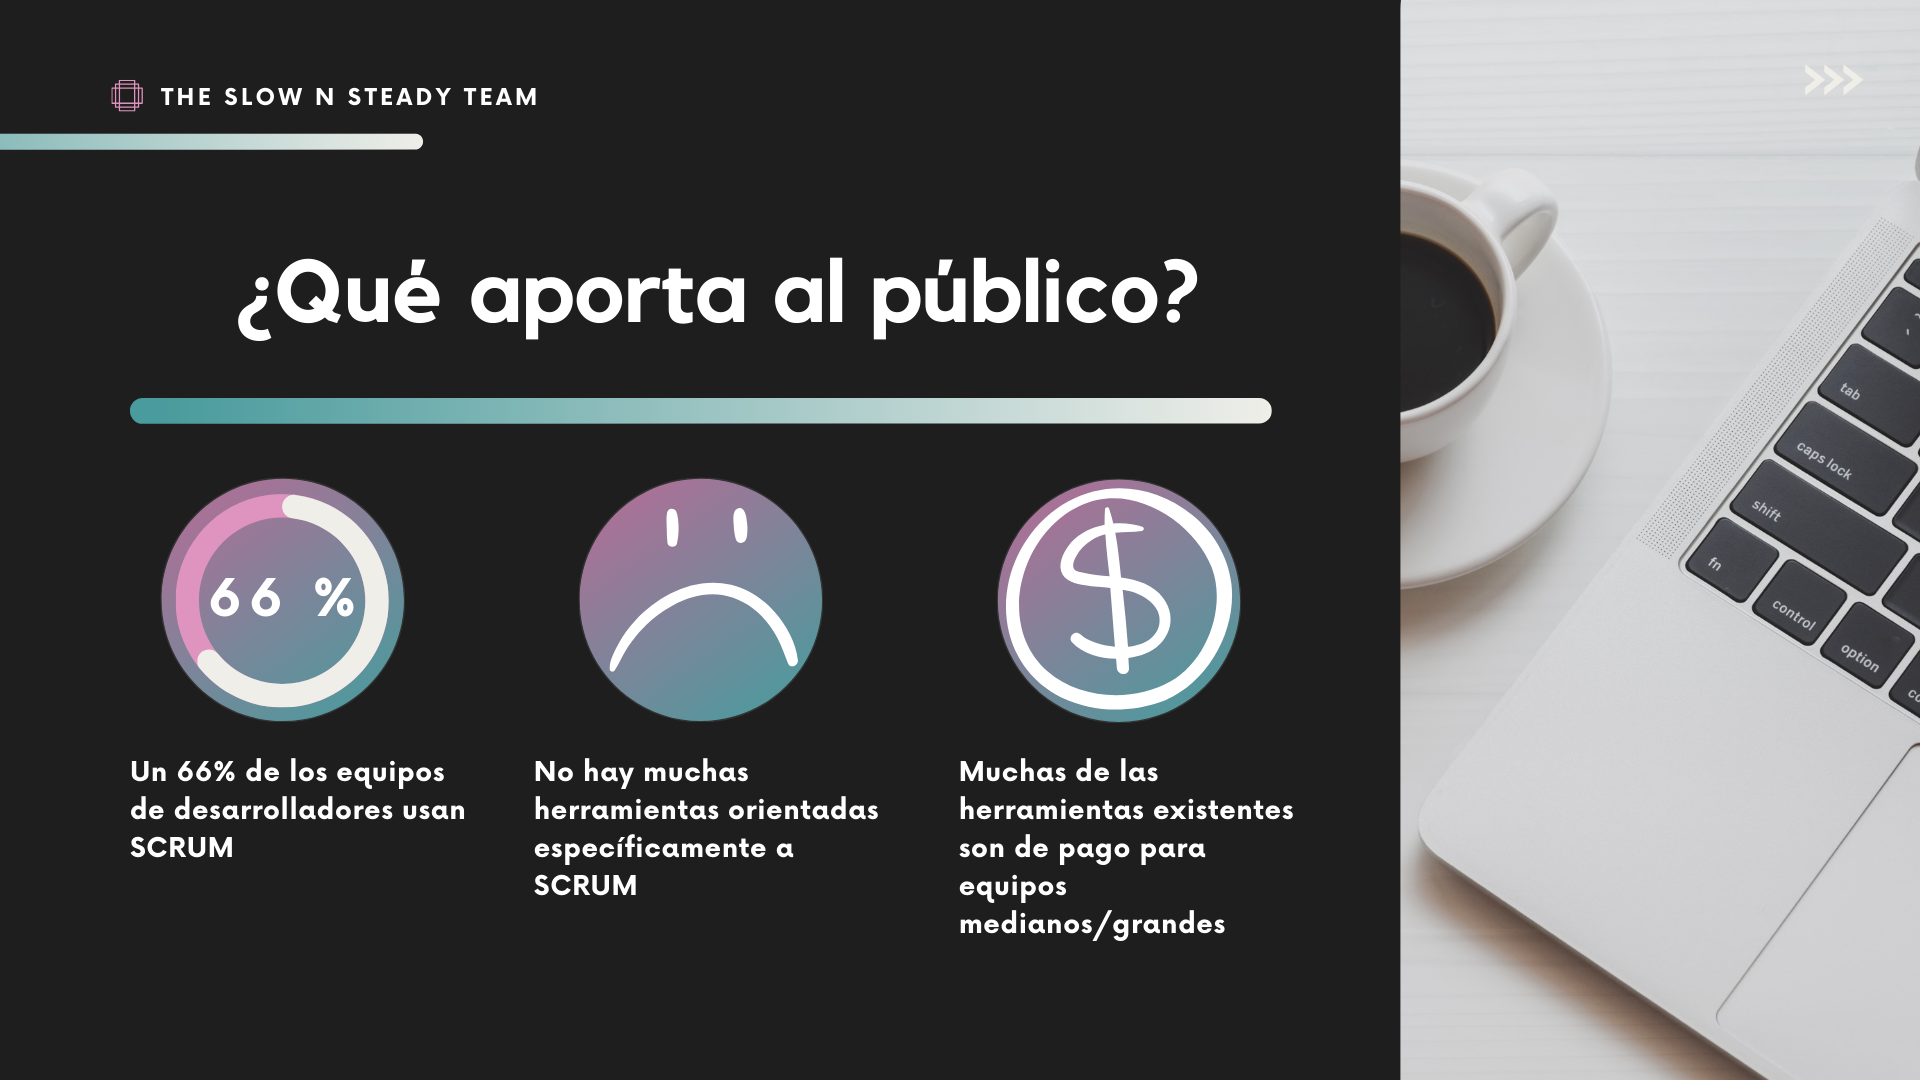 THE SLOW N STEADY TEAM
¿Qué aporta al público?
66 %
Un 66% de los equipos
de desarrolladores usan
SCRUM
No hay muchas
herramientas orientadas
específicamente a
SCRUM
$
Muchas de las
herramientas existentes
son de pago para
equipos
medianos/grandes
tab
caps lock
shift
fn
control
option